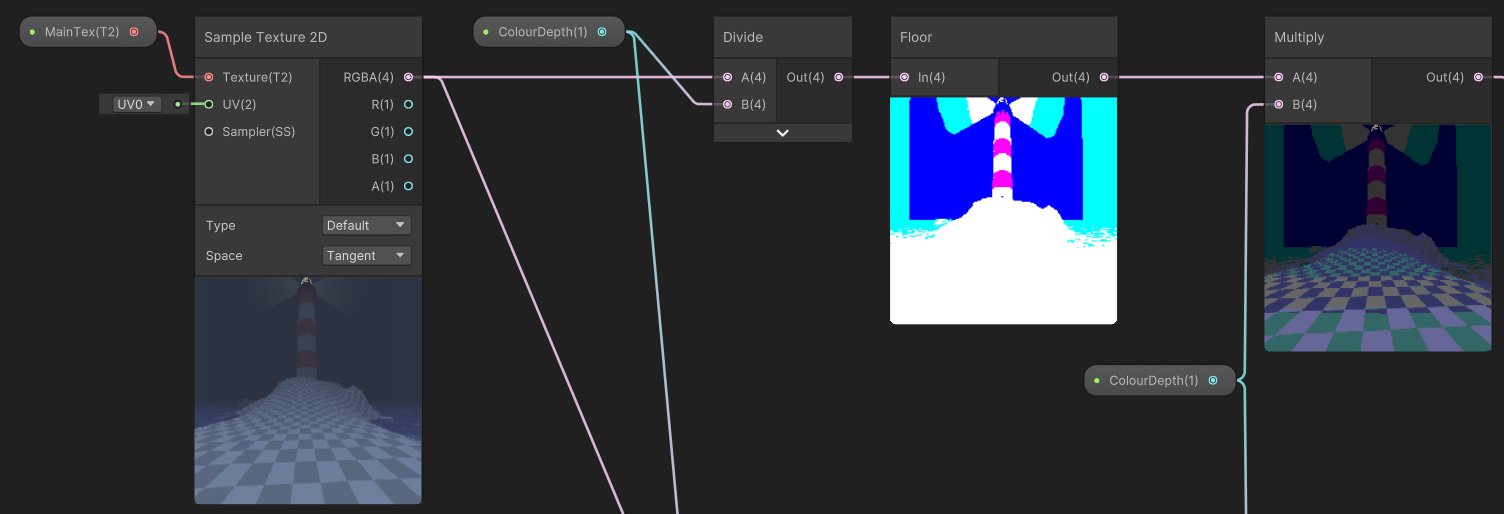 MainTex(T2)
Sample Texture 2D
Texture(T2)
RGBA(4)
UV0
UV(2)
R(1)
Sampler(SS)
G(1)
B(1)
A(1)
Type
Default
Space
Tangent
ColourDepth(1)
Divide
A(4)
Out(4)
B(4)
Floor
In(4)
Out(4)
ColourDepth(1)
Multiply
A(4)
Out(4)
B(4)